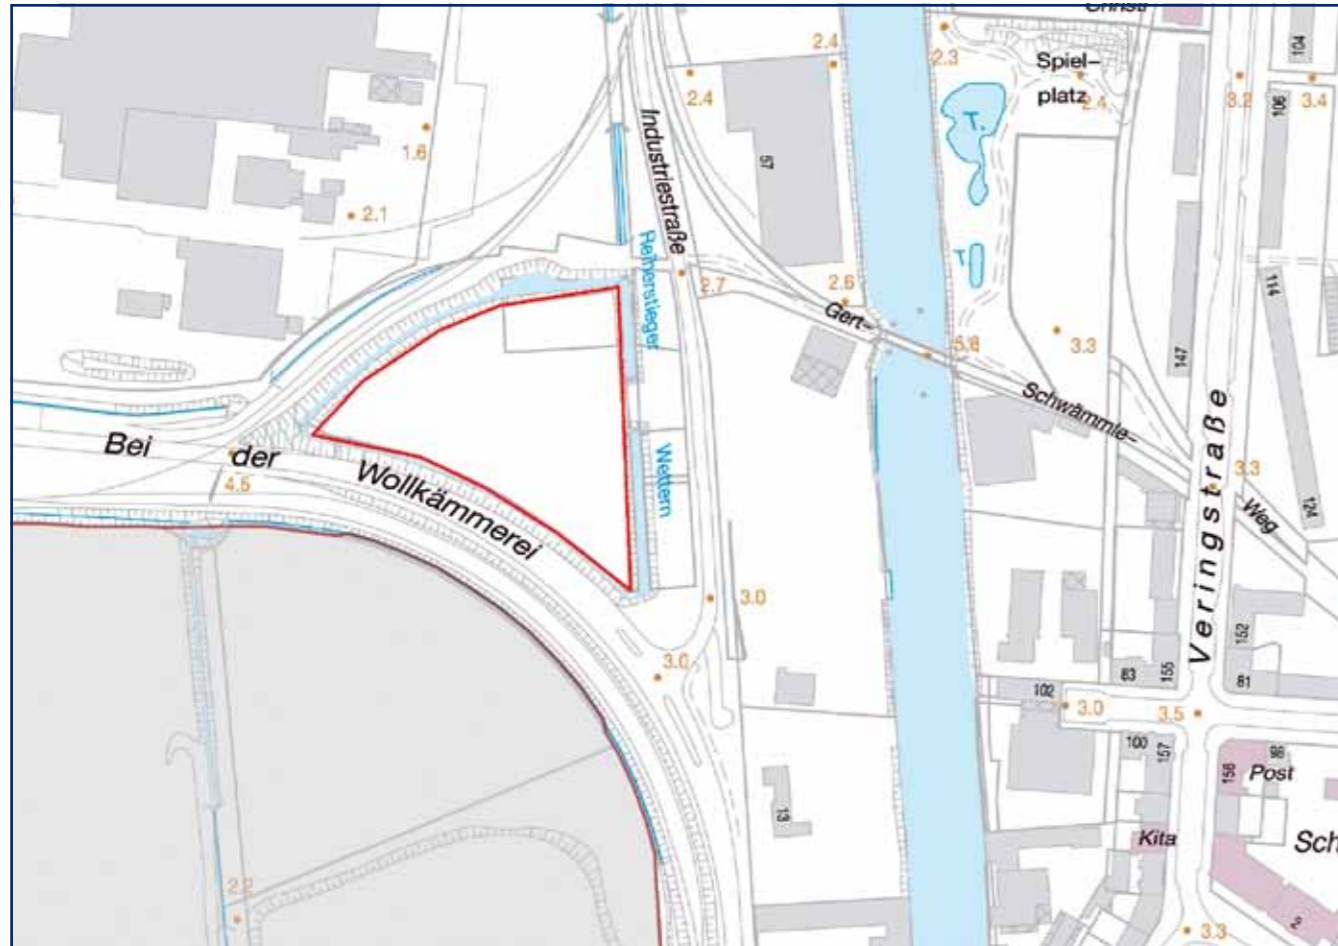 Spiel-
platz
104
2.4
2.3
2.4
2.4
3.2
3.4
106
1.6
T.
57
Industriestraße
2.1
T.
Reiherstieger
2.7
2.6
114
Gert-
5.8
3.3
147
Schwämmle-
Bei
der
Wollkämmerei
4.5
Wettern
3.3
Weg
124
Veringstraße
3.0
152
3.0
83
155
81
102
3.0
3.5
100
157
156
Post
13
Kita
Sch
2.2
2
3.3